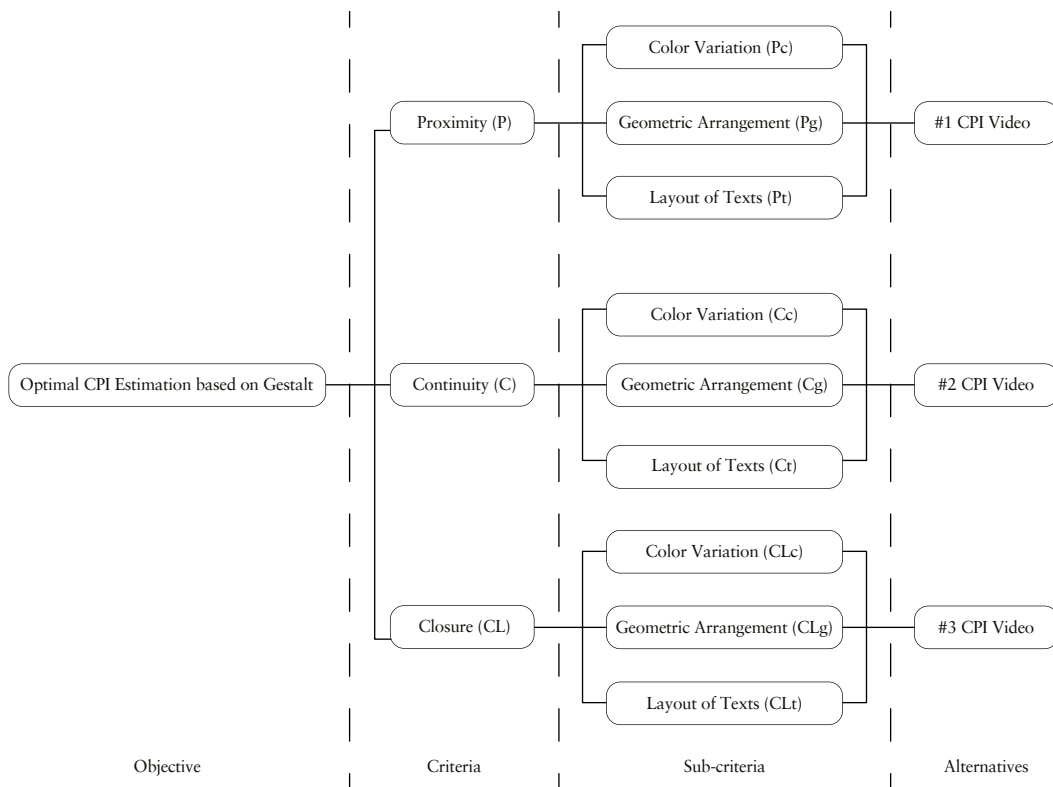 Color Variation (Pc)
Proximity (P)
Geometric Arrangement (Pg)
#1 CPI Video
Layout of Texts (Pt)
Color Variation (Cc)
Optimal CPI Estimation based on Gestalt
Continuity (C)
Geometric Arrangement (Cg)
#2 CPI Video
Layout of Texts (Ct)
Color Variation (CLc)
Closure (CL)
Geometric Arrangement (CLg)
#3 CPI Video
Layout of Texts (CLt)
Objective
Criteria
Sub-criteria
Alternatives